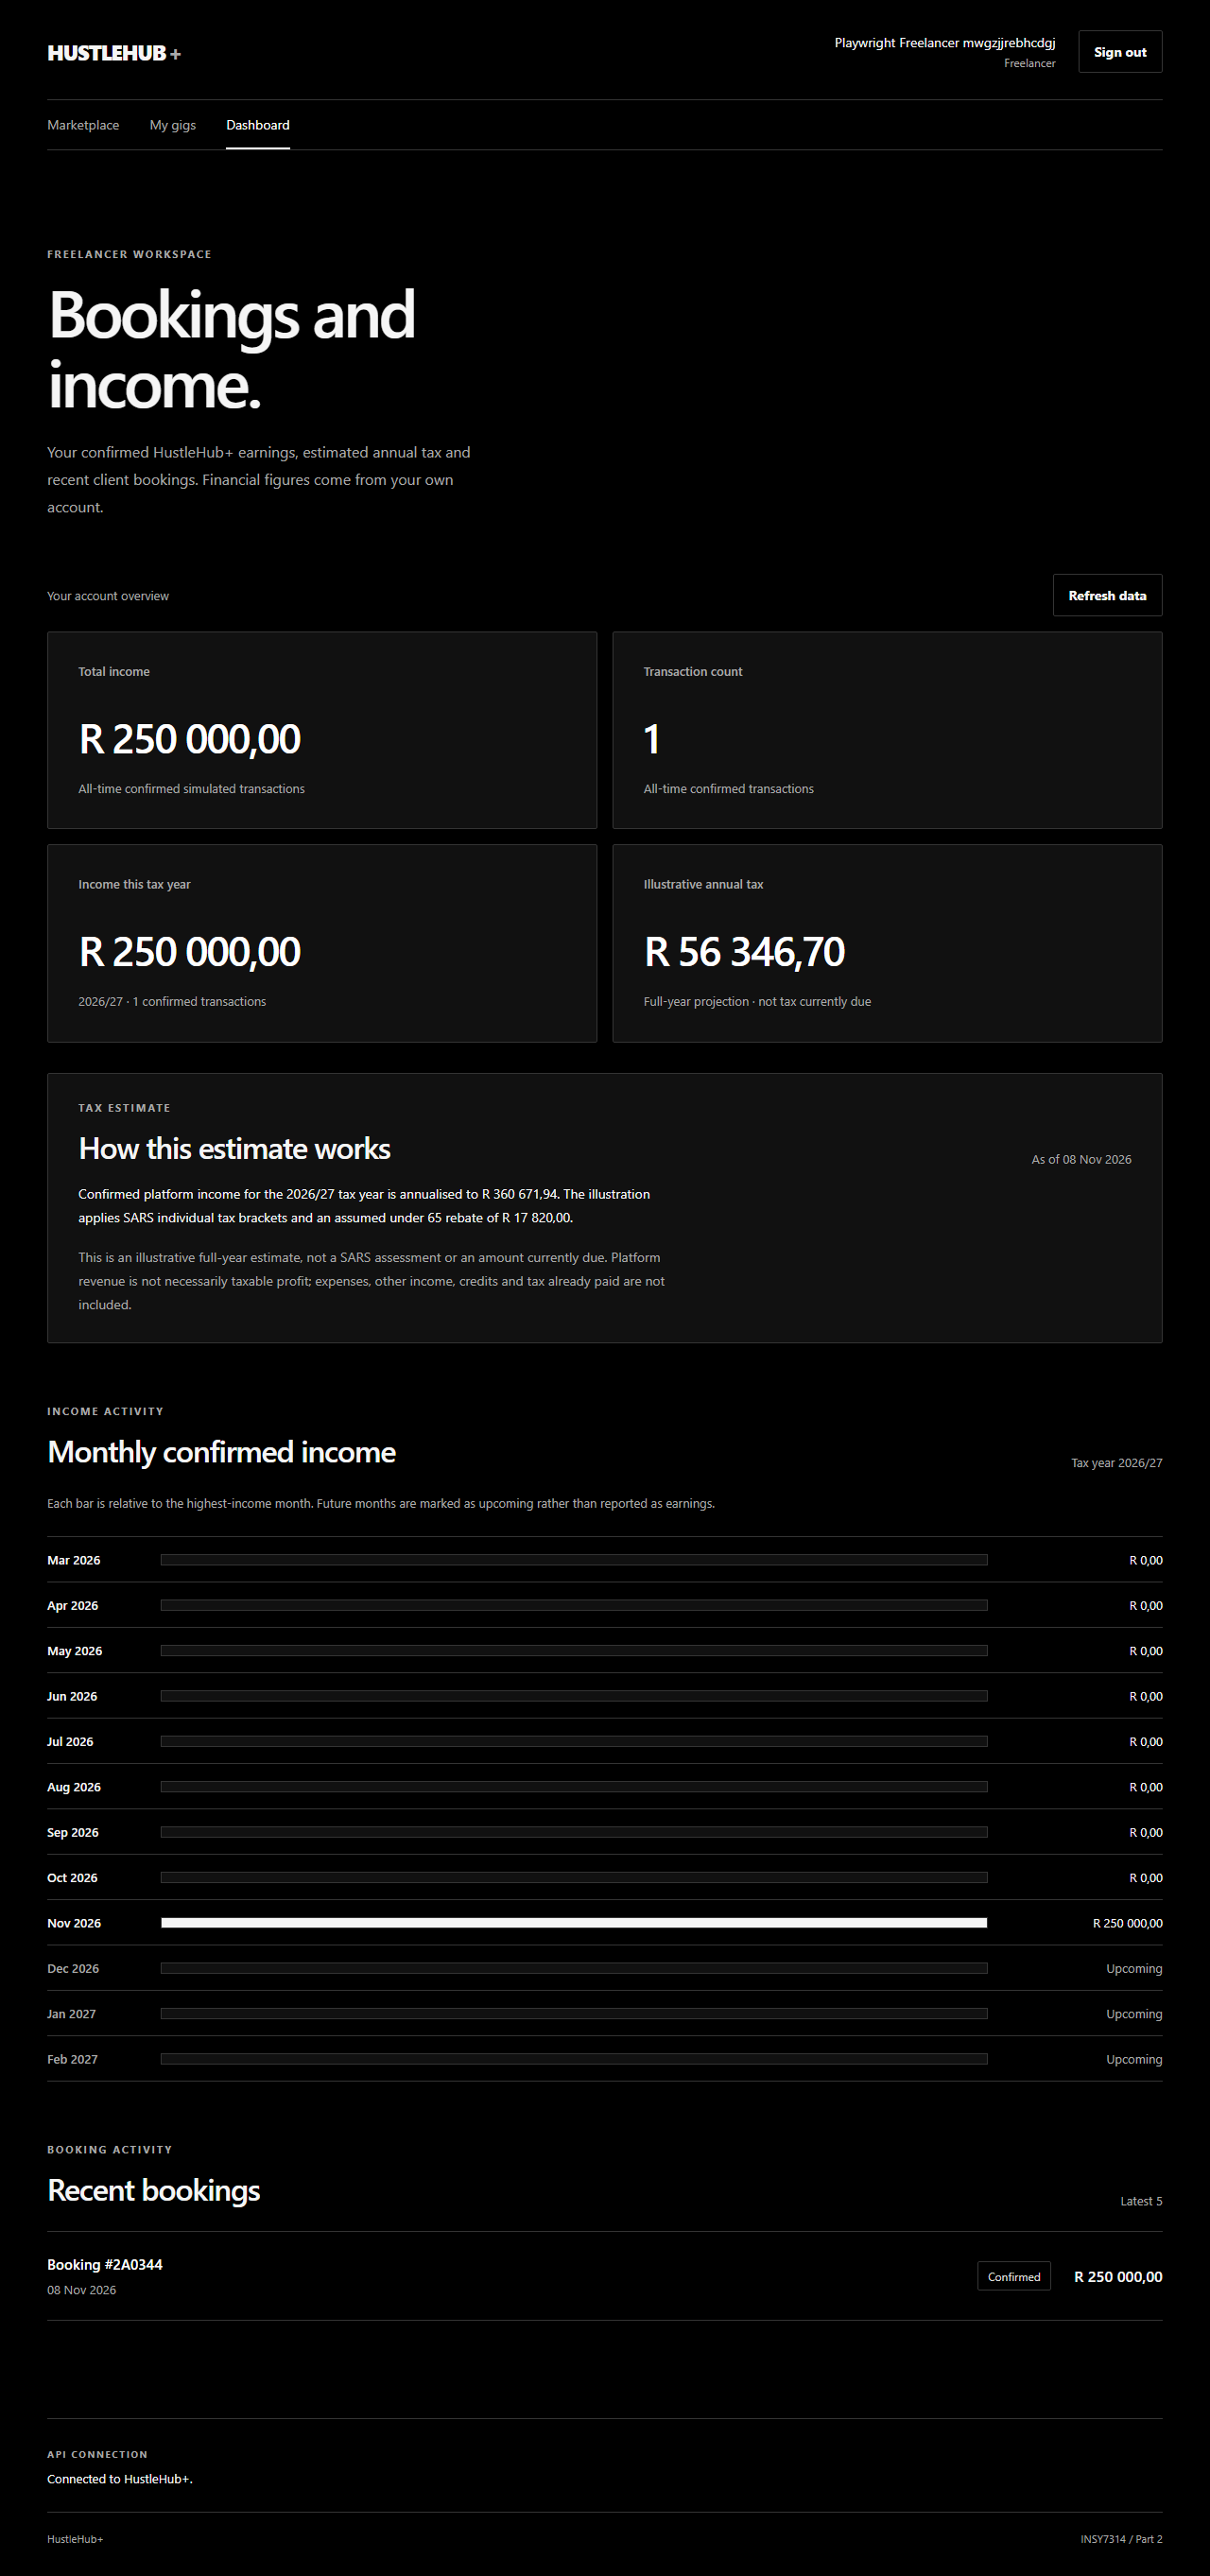 HUSTLEHUB +
Playwright Freelancer mwgzjjrebhcdgj
Freelancer
Sign out
Marketplace My gigs Dashboard
FREELANCER WORKSPACE
Bookings and
income.
Your confirmed HustleHub+ earnings, estimated annual tax and
recent client bookings. Financial figures come from your own
account.
Your account overview
Refresh data
Total income
R 250 000,00
All-time confirmed simulated transactions
Transaction count
1
All-time confirmed transactions
Income this tax year
R 250 000,00
2026/27 · 1 confirmed transactions
Illustrative annual tax
R 56 346,70
Full-year projection · not tax currently due
TAX ESTIMATE
How this estimate works
As of 08 Nov 2026
Confirmed platform income for the 2026/27 tax year is annualised to R 360 671,94. The illustration
applies SARS individual tax brackets and an assumed under 65 rebate of R 17 820,00.
This is an illustrative full-year estimate, not a SARS assessment or an amount currently due. Platform
revenue is not necessarily taxable profit; expenses, other income, credits and tax already paid are not
included.
INCOME ACTIVITY
Monthly confirmed income
Tax year 2026/27
Each bar is relative to the highest-income month. Future months are marked as upcoming rather than reported as earnings.
Mar 2026 R 0,00
Apr 2026 R 0,00
May 2026 R 0,00
Jun 2026 R 0,00
Jul 2026 R 0,00
Aug 2026 R 0,00
Sep 2026 R 0,00
Oct 2026 R 0,00
Nov 2026 R 250 000,00
Dec 2026 Upcoming
Jan 2027 Upcoming
Feb 2027 Upcoming
BOOKING ACTIVITY
Recent bookings
Latest 5
Booking #2A0344
08 Nov 2026
Confirmed
R 250 000,00
API CONNECTION
Connected to HustleHub+.
HustleHub+
INSY7314 / Part 2